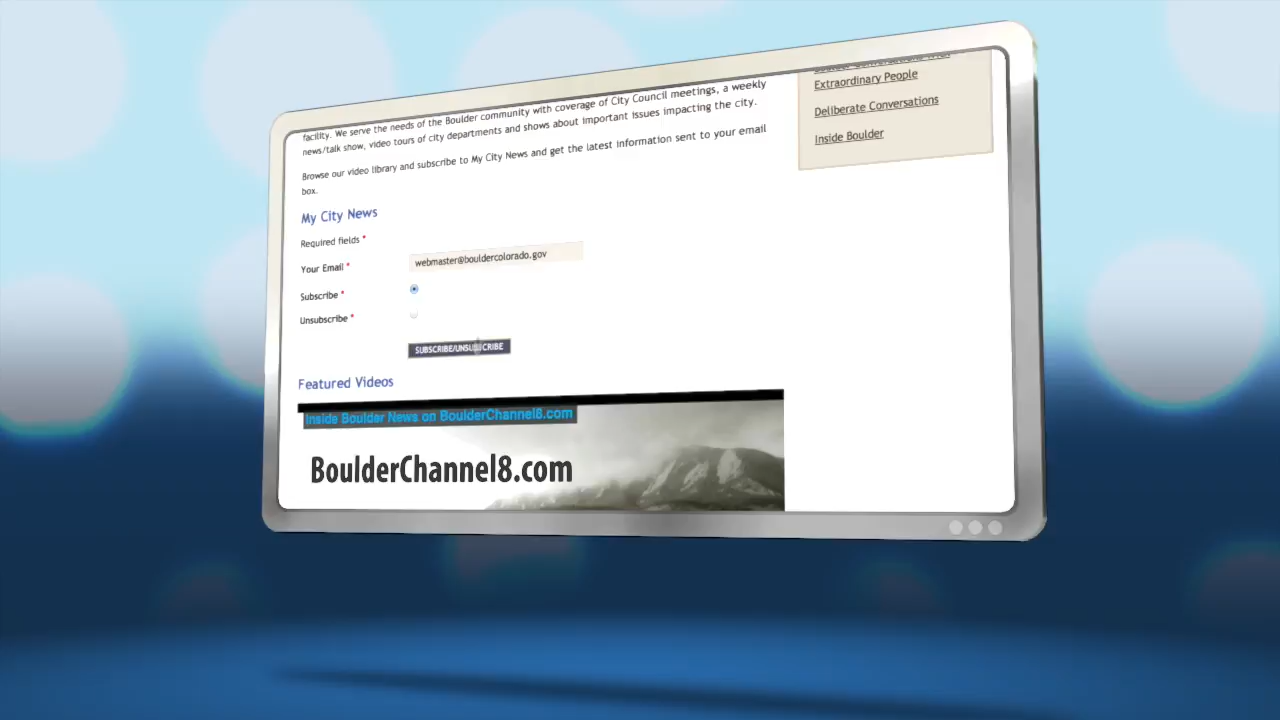 facility. We serve the needs of the Boulder community with coverage of City Council meetings, a weekly
news/talk show, video tours of city departments and shows about important issues impacting the city.
Browse our video library and subscribe to My City News and get the latest information sent to your email
box.
My City News
Required fields *
Your Email * webmaster@bouldercolorado.gov
Subscribe *
Unsubscribe *
SUBSCRIBE/UNSUBSCRIBE
Featured Videos
Inside Boulder News on BoulderChannel8.com
BoulderChannel8.com
Extraordinary People
Deliberate Conversations
Inside Boulder